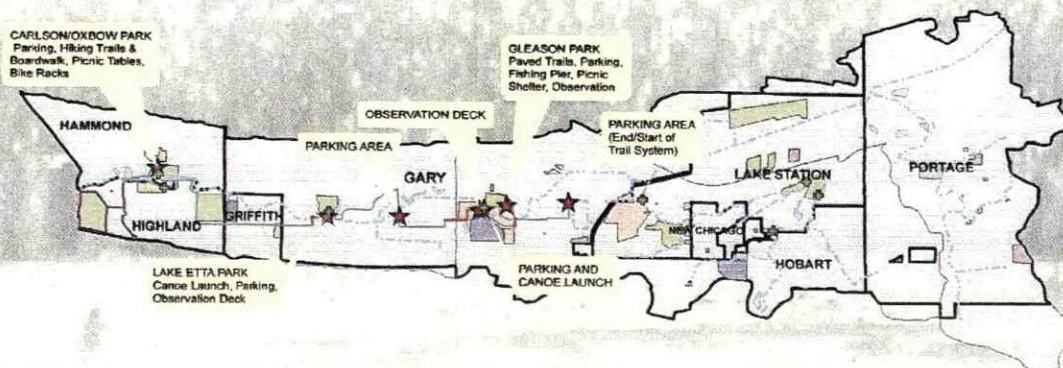 CARLSON/OXBOW PARK
Parking, Hiking Trails &
Boardwalk, Picnic Tables,
Bike Racks
GLEASON PARK
Paved Trails, Parking,
Fishing Pier, Picnic
Shelter, Observation
OBSERVATION DECK
PARKING AREA
(End/Start of
Trail System)
PARKING AREA
HAMMOND
GARY
LAKE STATION
PORTAGE
HIGHLAND
GRIFFITH
NEW CHICAGO
HOBART
LAKE ETTA PARK
Canoe Launch, Parking,
Observation Deck
PARKING AND
CANOE LAUNCH